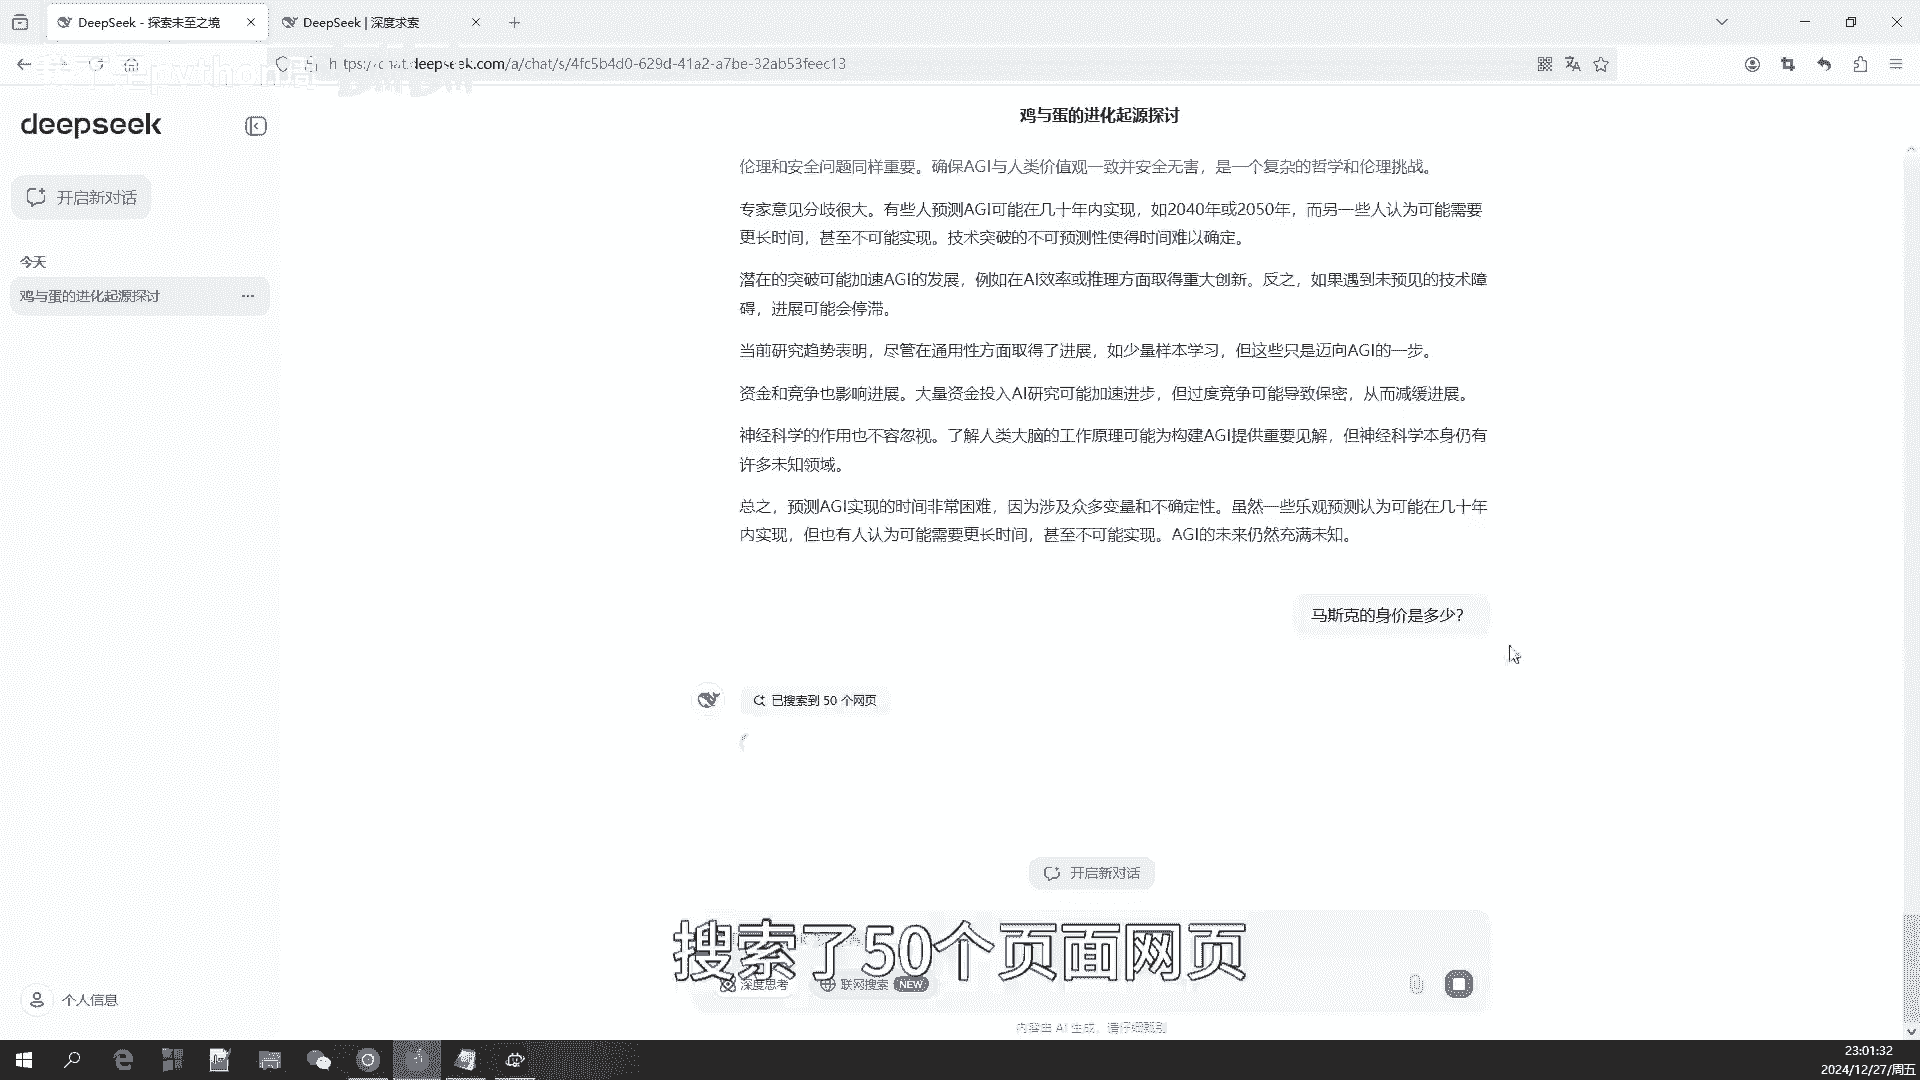 DeepSeek - 探索未至之境
DeepSeek | 深度求索
python
https://chat.deepseek.com/a/chat/s/4fc5b4d0-629d-41a2-a7be-32ab53feec13
deepseek
开启新对话
今天
鸡与蛋的进化起源探讨
个人信息
鸡与蛋的进化起源探讨
伦理和安全问题同样重要。确保AGI与人类价值观一致并安全无害，是一个复杂的哲学和伦理挑战。
专家意见分歧很大。有些人预测AGI可能在几十年内实现，如2040年或2050年，而另一些人认为可能需要
更长时间，甚至不可能实现。技术突破的不可预测性使得时间难以确定。
潜在的突破可能加速AGI的发展，例如在AI效率或推理方面取得重大创新。反之，如果遇到未预见的技术障
碍，进展可能会停滞。
当前研究趋势表明，尽管在通用性方面取得了进展，如少量样本学习，但这些只是迈向AGI的一步。
资金和竞争也影响进展。大量资金投入AI研究可能加速进步，但过度竞争可能导致保密，从而减缓进展。
神经科学的作用也不容忽视。了解人类大脑的工作原理可能为构建AGI提供重要见解，但神经科学本身仍有
许多未知领域。
总之，预测AGI实现的时间非常困难，因为涉及众多变量和不确定性。虽然一些乐观预测认为可能在几十年
内实现，但也有人认为可能需要更长时间，甚至不可能实现。AGI的未来仍然充满未知。
马斯克的身价是多少？
已搜索到 50 个网页
开启新对话
搜索了50个页面网页
深度思考
联网搜索 NEW
内容由 AI 生成，请仔细甄别
23:01:32
2024/12/27/周五